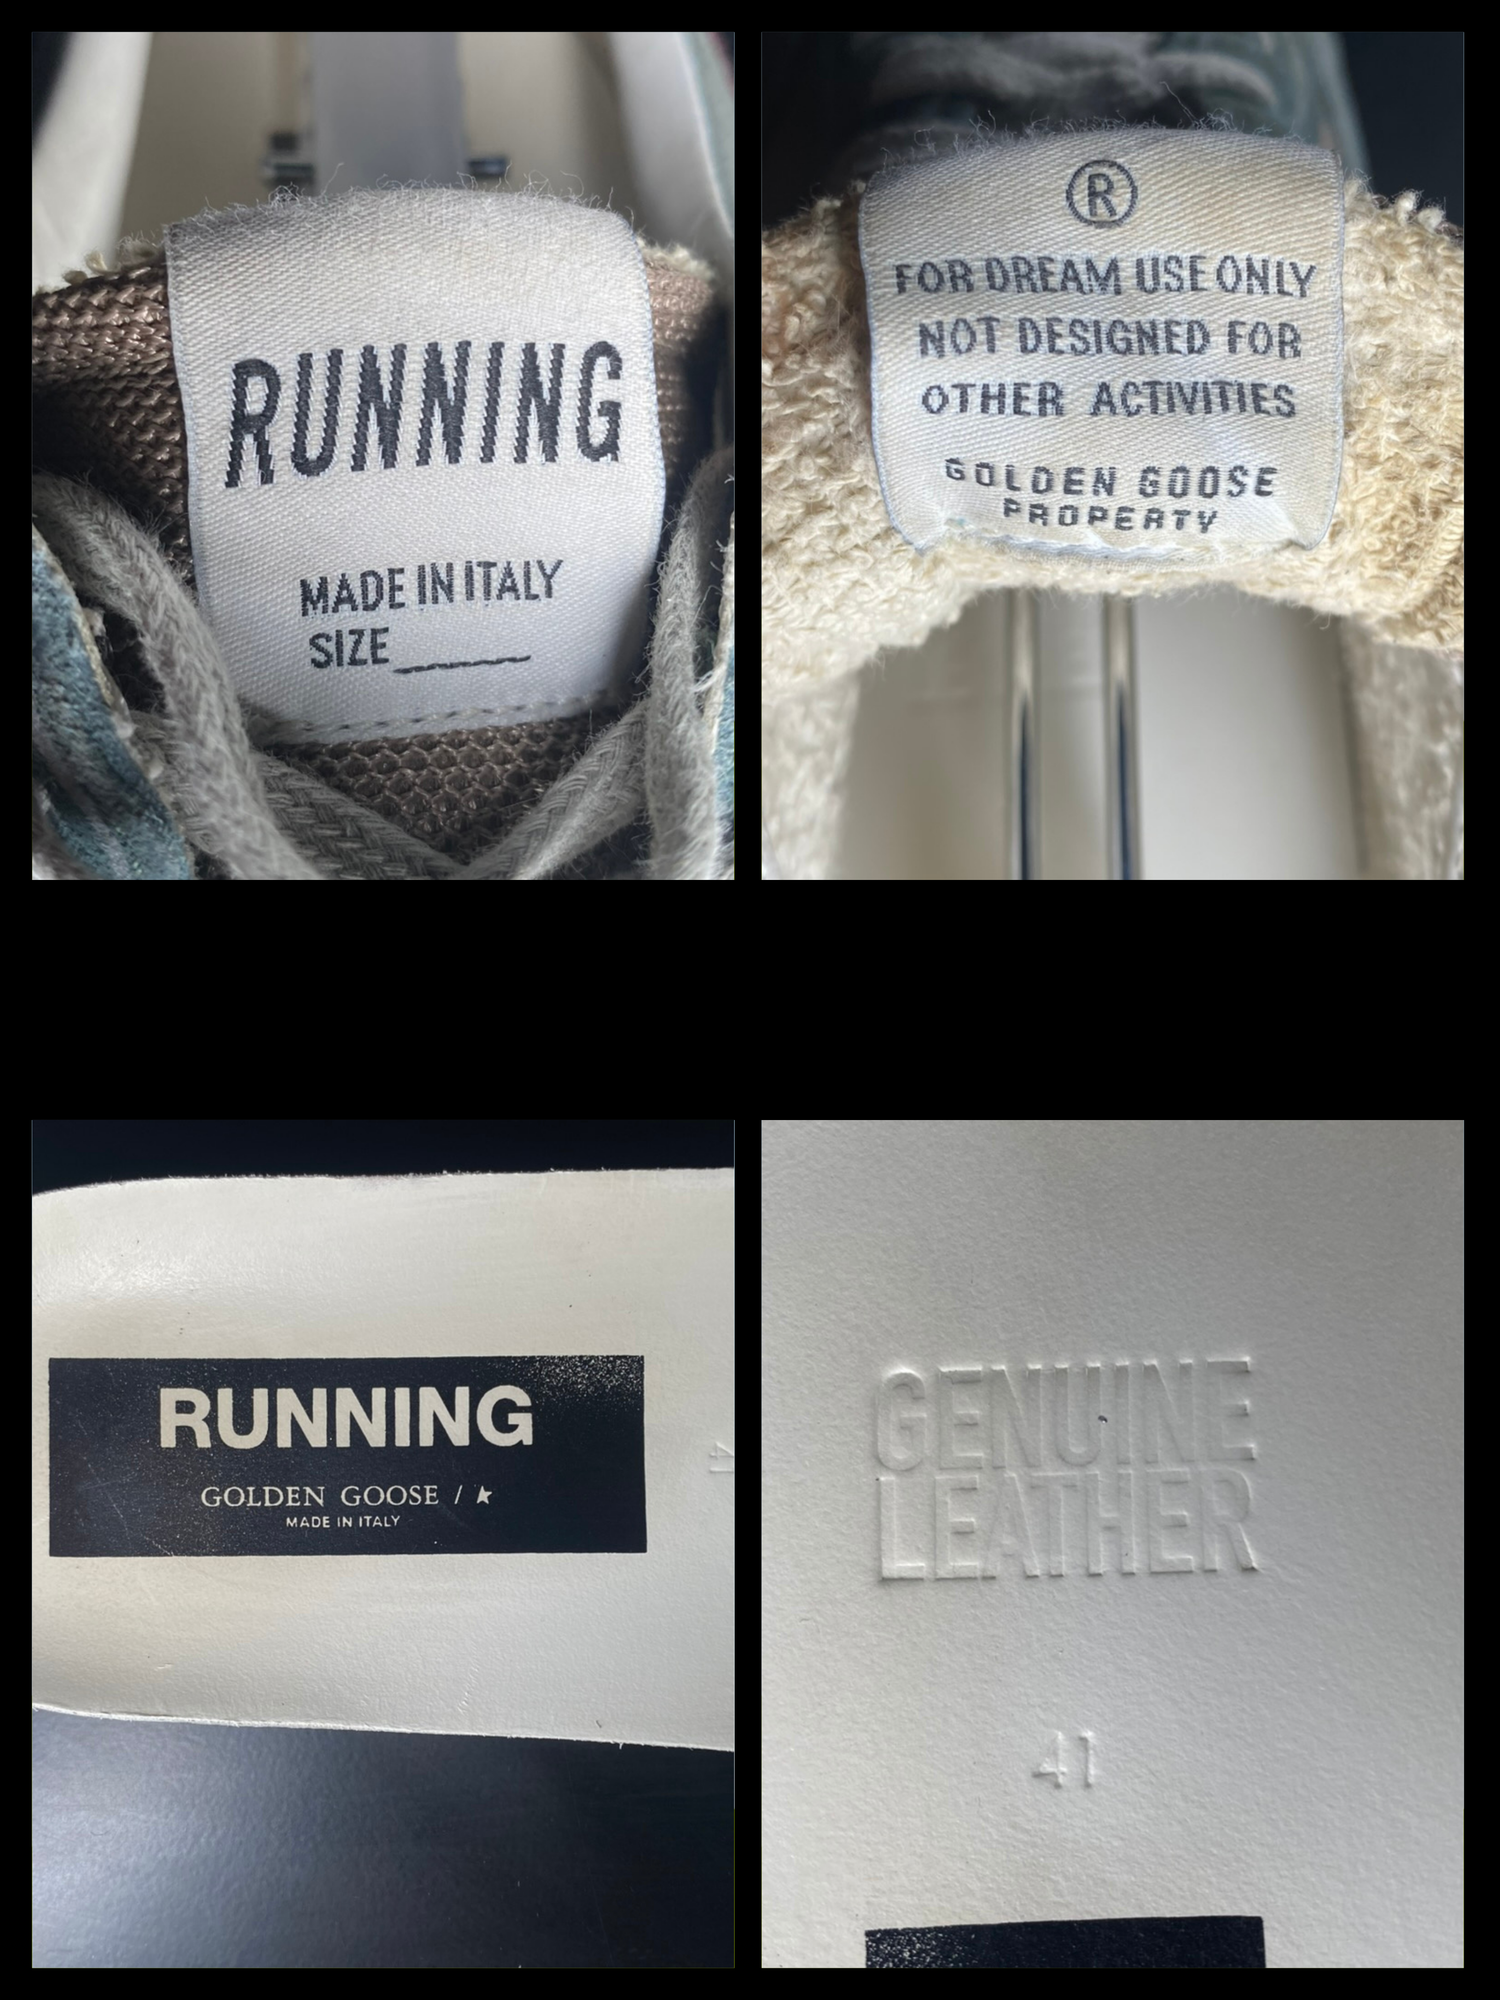 RUNNING
MADE IN ITALY
SIZE
®
FOR DREAM USE ONLY
NOT DESIGNED FOR
OTHER ACTIVITIES
GOLDEN GOOSE
PROPERTY
RUNNING
GOLDEN GOOSE / ★
MADE IN ITALY
41
GENUINE
LEATHER
41